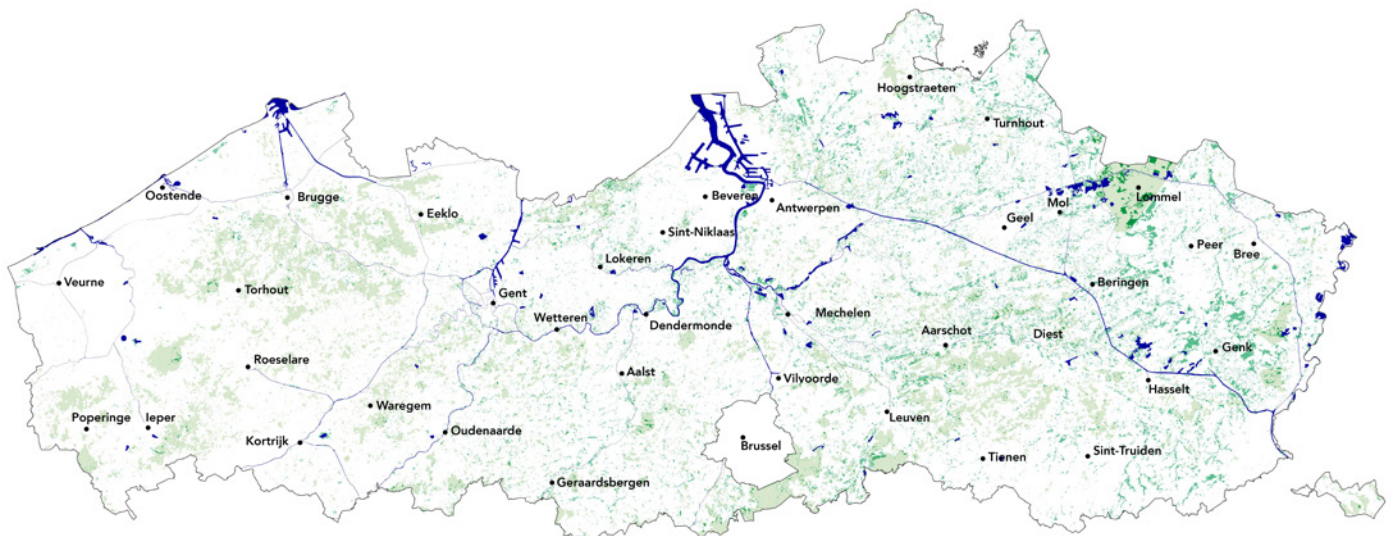 Hoogstraeten
Turnhout
Oostende
Brugge
Eeklo
Beveren
Antwerpen
Mol
Lommel
Geel
Sint-Niklaas
Peer
Bree
Lokeren
Veurne
Torhout
Beringen
Gent
Wetteren
Dendermonde
Mechelen
Aarschot
Diest
Genk
Roeselare
Aalst
Vilvoorde
Hasselt
Waregem
Leuven
Poperinge
Ieper
Kortrijk
Oudenaarde
Brussel
Tienen
Sint-Truiden
Geraardsbergen